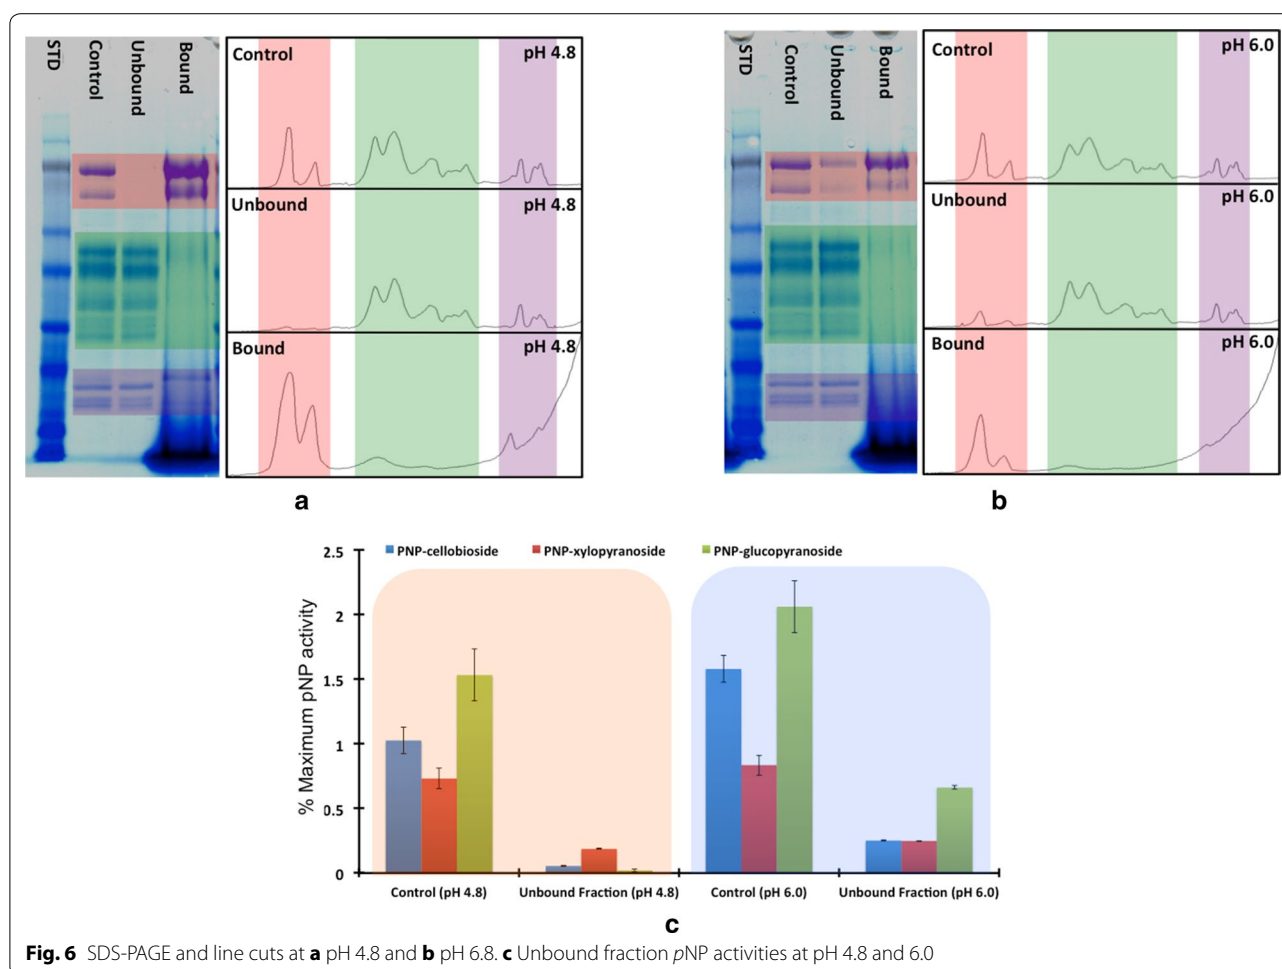 STD
Control
Unbound
Bound
Control pH 4.8
Unbound pH 4.8
Bound pH 4.8
a
STD
Control
Unbound
Bound
Control pH 6.0
Unbound pH 6.0
Bound pH 6.0
b
% Maximum pNP activity
2.5
2
1.5
1
0.5
0
PNP-cellobioside PNP-xylopyranoside PNP-glucopyranoside
Control (pH 4.8) Unbound Fraction (pH 4.8) Control (pH 6.0) Unbound Fraction (pH 6.0)
c
Fig. 6 SDS-PAGE and line cuts at a pH 4.8 and b pH 6.8. c Unbound fraction pNP activities at pH 4.8 and 6.0